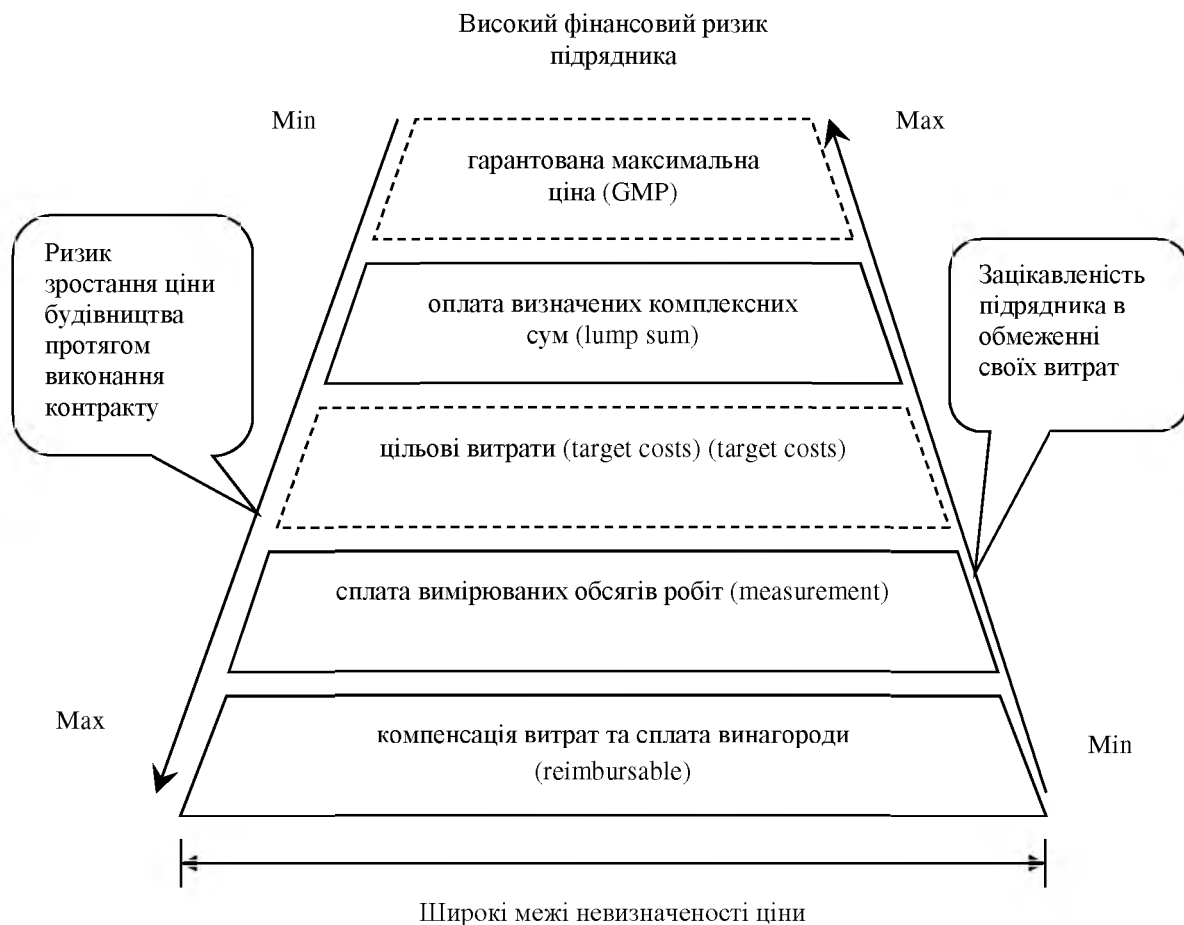 Високий фінансовий ризик
підрядника
Min
Max
гарантована максимальна
ціна (GMP)
Ризик
зростання ціни
будівництва
протягом
виконання
контракту
Зацікавленість
підрядника в
обмеженні
своїх витрат
оплата визначених комплексних
сум (lump sum)
цільові витрати (target costs) (target costs)
сплата вимірюваних обсягів робіт (measurement)
Max
Min
компенсація витрат та сплата винагороди
(reimbursable)
Широкі межі невизначеності ціни